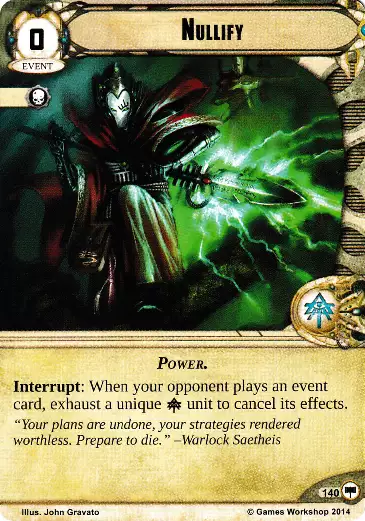 Nullify
0
EVENT
Power.
Interrupt: When your opponent plays an event
card, exhaust a unique unit to cancel its effects.
“Your plans are undone, your strategies rendered
worthless. Prepare to die.” –Warlock Saetheis
140
Illus. John Gravato
© Games Workshop 2014